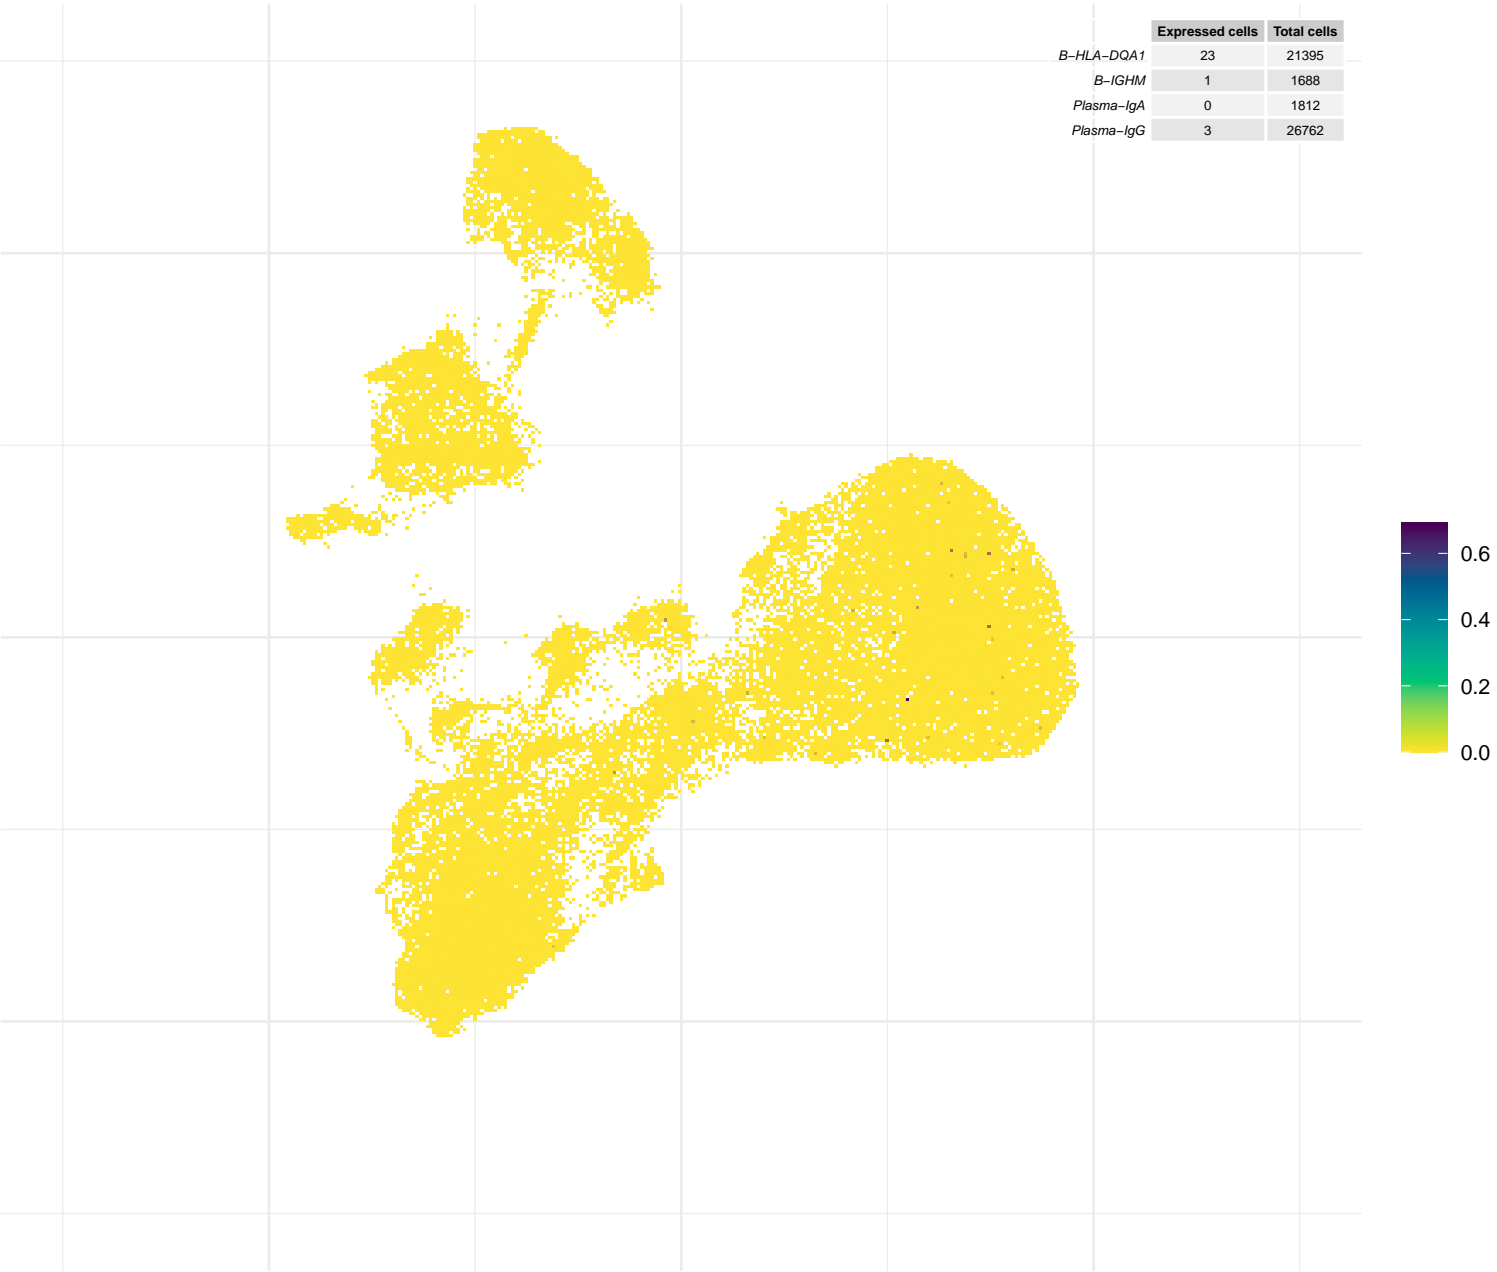 Expressed cells Total cells
B−HLA−DQA1 23 21395
B−IGHM 1 1688
Plasma−IgA 0 1812
Plasma−IgG 3 26762
0.6
0.4
0.2
0.0